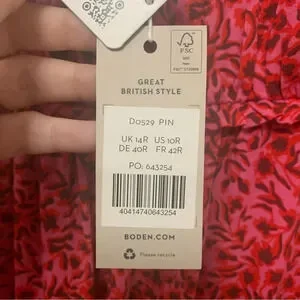 FSC
GREAT
BRITISH STYLE
D0529 PIN
UK 14R US 10R
DE 40R FR 42R
PO: 643254
40414740643254
BODEN.COM
Please recycle